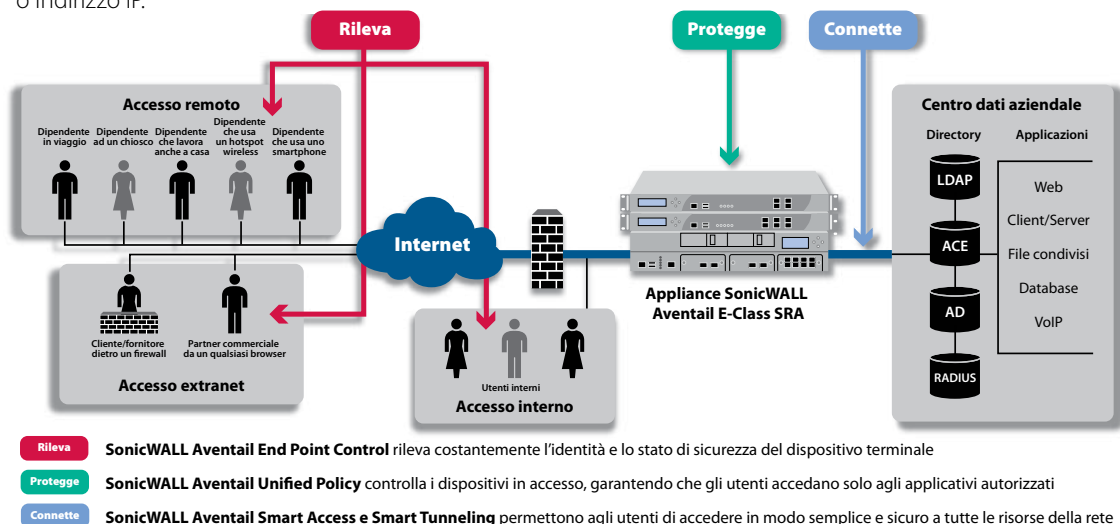 o indirizzo IP.
Rileva
Protegge
Connette
Accesso remoto
Dipendente
in viaggio
Dipendente
ad un chiosco
Dipendente
che lavora
anche a casa
Dipendente
che usa
un hotspot
wireless
Dipendente
che usa uno
smartphone
Internet
Cliente/fornitore
dietro un firewall
Partner commerciale
da un qualsiasi browser
Accesso extranet
Utenti interni
Accesso interno
Appliance SonicWALL
Aventail E-Class SRA
Centro dati aziendale
Directory
Applicazioni
LDAP
ACE
AD
RADIUS
Web
Client/Server
File condivisi
Database
VoIP
Rileva SonicWALL Aventail End Point Control rileva costantemente l'identità e lo stato di sicurezza del dispositivo terminale
Protegge SonicWALL Aventail Unified Policy controlla i dispositivi in accesso, garantendo che gli utenti accedano solo agli applicativi autorizzati
Connette SonicWALL Aventail Smart Access e Smart Tunneling permettono agli utenti di accedere in modo semplice e sicuro a tutte le risorse della rete